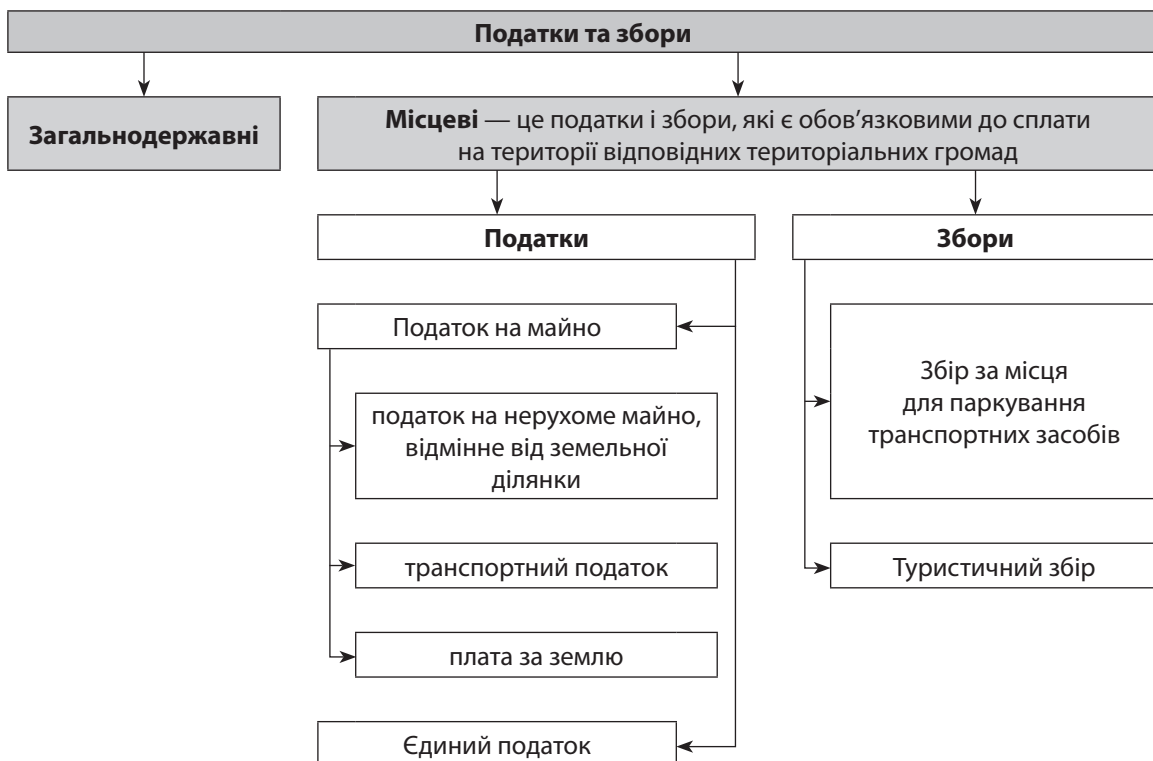 Податки та збори
Загальнодержавні
Місцеві — це податки і збори, які є обов’язковими до сплати
на території відповідних територіальних громад
Податки
Податок на майно
податок на нерухоме майно,
відмінне від земельної
ділянки
транспортний податок
плата за землю
Єдиний податок
Збори
Збір за місця
для паркування
транспортних засобів
Туристичний збір